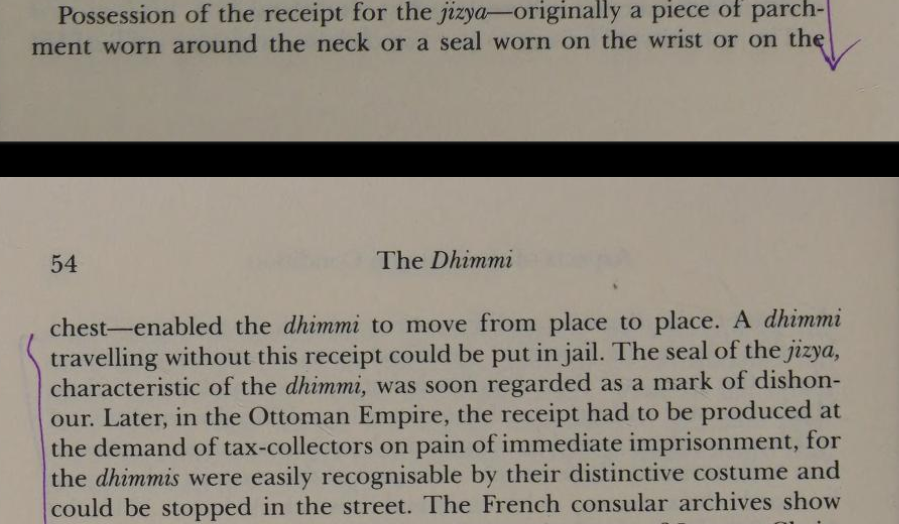 Possession of the receipt for the jizya—originally a piece of parch-
ment worn around the neck or a seal worn on the wrist or on the
54 The Dhimmi
chest—enabled the dhimmi to move from place to place. A dhimmi
travelling without this receipt could be put in jail. The seal of the jizya,
characteristic of the dhimmi, was soon regarded as a mark of dishon-
our. Later, in the Ottoman Empire, the receipt had to be produced at
the demand of tax-collectors on pain of immediate imprisonment, for
the dhimmis were easily recognisable by their distinctive costume and
could be stopped in the street. The French consular archives show